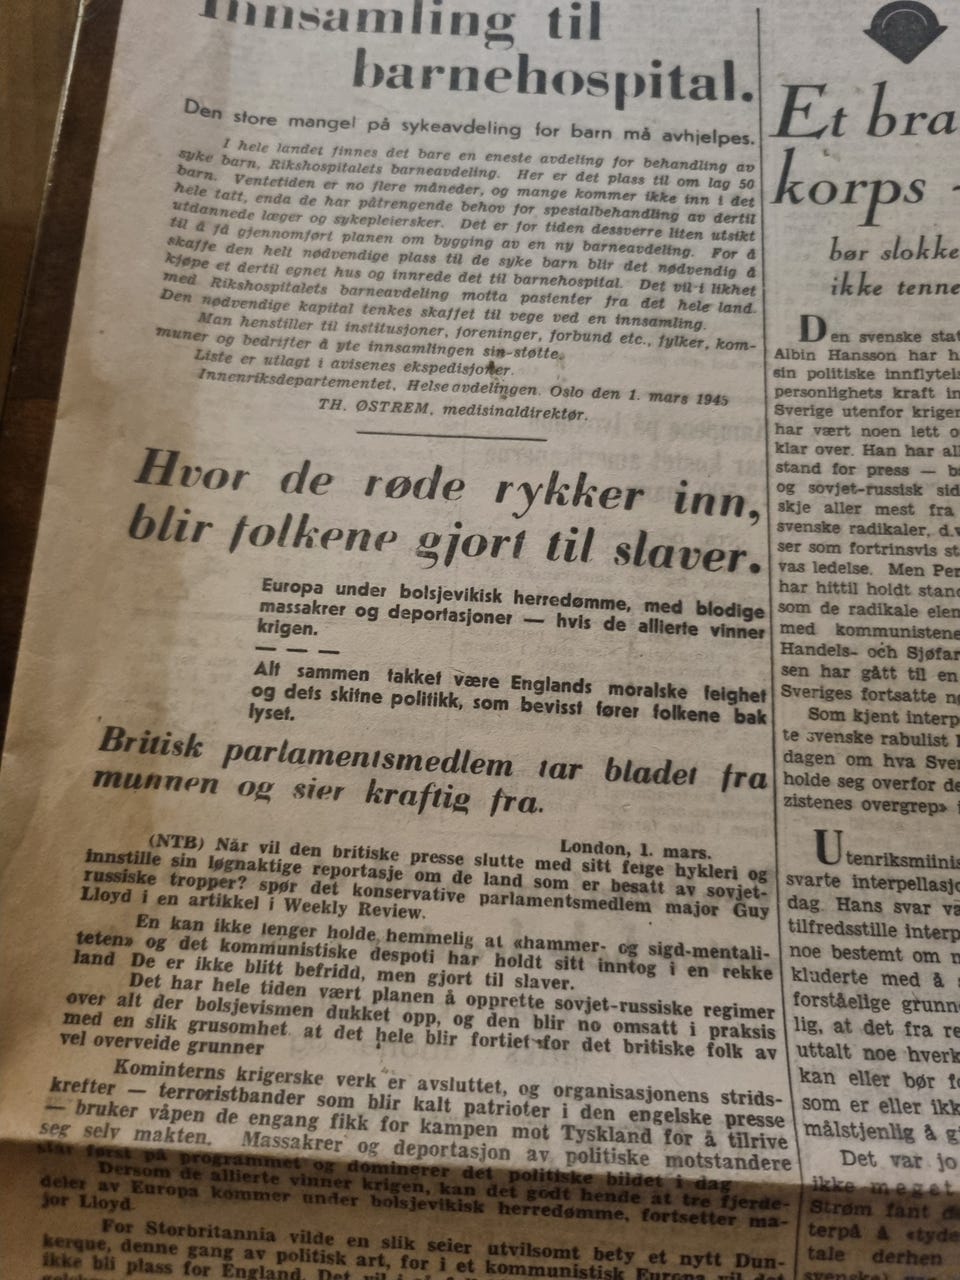 Innsamling til
barnehospital.
Den store mangel på sykeavdeling for barn må avhjelpes.
I hele landet finnes det bare en eneste avdeling for behandling av
syke barn, Rikshospitalets barneavdeling. Her er det plass til om lag 50
barn. Ventetiden er no flere måneder, og mange kommer ikke inn i det
hele tatt, enda de har påtrengende behov for spesialbehandling av dertil
utdannede læger og sykepleiersker. Det er for tiden dessverre liten utsikt
til å få gjennomført planen om bygging av en ny barneavdeling. For å
skaffe den helt nødvendige plass til de syke barn blir det nødvendig å
kjøpe et dertil egnet hus og innrede det til barnehospital. Det vil i likhet
med Rikshospitalets barneavdeling motta pasienter fra det hele land.
Den nødvendige kapital tenkes skaffet til vege ved en innsamling.
Man henstiller til institusjoner, foreninger, forbund etc., fylker, kom-
muner og bedrifter å yte innsamlingen sin støtte.
Liste er utlagt i avisenes ekspedisjoner.
Innenriksdepartementet, Helseavdelingen. Oslo den 1. mars 1945
TH. ØSTREM, medisinaldirektør.
Hvor de røde rykker inn,
blir folkene gjort til slaver.
Europa under bolsjevikisk herredømme, med blodige
massakrer og deportasjoner — hvis de allierte vinner
krigen.
— — —
Alt sammen takket være Englands moralske feighet
og dets skitne politikk, som bevisst fører folkene bak
lyset.
Britisk parlamentsmedlem tar bladet fra
munnen og sier kraftig fra.
London, 1. mars.
(NTB) Når vil den britiske presse slutte med sitt feige hykleri og
innstille sin løgnaktige reportasje om de land som er besatt av sovjet-
russiske tropper? spør det konservative parlamentsmedlem major Guy
Lloyd i en artikkel i Weekly Review.
En kan ikke lenger holde hemmelig at «hammer- og sigd-mentali-
teten» og det kommunistiske despoti har holdt sitt inntog i en rekke
land De er ikke blitt befridd, men gjort til slaver.
Det har hele tiden vært planen å opprette sovjet-russiske regimer
over alt der bolsjevismen dukket opp, og den blir no omsatt i praksis
med en slik grusomhet at det hele blir fortiet for det britiske folk av
vel overveide grunner
Kominterns krigerske verk er avsluttet, og organisasjonens strids-
krefter — terroristbander som blir kalt patrioter i den engelske presse
— bruker våpen de engang fikk for kampen mot Tyskland for å tilrive
seg selv makten. Massakrer og deportasjon av politiske motstandere
står først på programmet og dominerer det politiske bildet i dag
Dersom de allierte vinner krigen, kan det godt hende at tre fjerde-
deler av Europa kommer under bolsjevikisk herredømme, fortsetter ma-
jor Lloyd.
For Storbritannia vilde en slik seier utvilsomt bety et nytt Dun-
kerque, denne gang av politisk art, for i et kommunistisk Europa vil det
ikke bli plass for England. Det vil i
Et bra
korps -
bør slokke
ikke tenne
Den svenske stat
Albin Hansson har h
sin politiske innflytels
personlighets kraft in
Sverige utenfor kriger
har vært noen lett o
klar over. Han har all
stand for press — b
og sovjet-russisk sid
skje aller mest fra
svenske radikaler, d.v
ser som fortrinsvis st
vas ledelse. Men Per
har hittil holdt stand
som de radikale elem
med kommunistene
Handels- och Sjøfar
sen har gått til en
Sveriges fortsatte nø
Som kjent interp
te svenske rabulist
dagen om hva Sver
holde seg overfor de
zistenes overgrep»
Utenriksminis
svarte interpellasjo
dag. Hans svar va
tilfredsstille interp
noe bestemt om n
kluderte med å
forståelige grunn
lig, at det fra re
uttalt noe hverk
kan eller bør fo
som er eller ikk
målstjenlig å g
Det var jo
ikke meget
Strøm fant d
terpå å «tyde
tale derhen